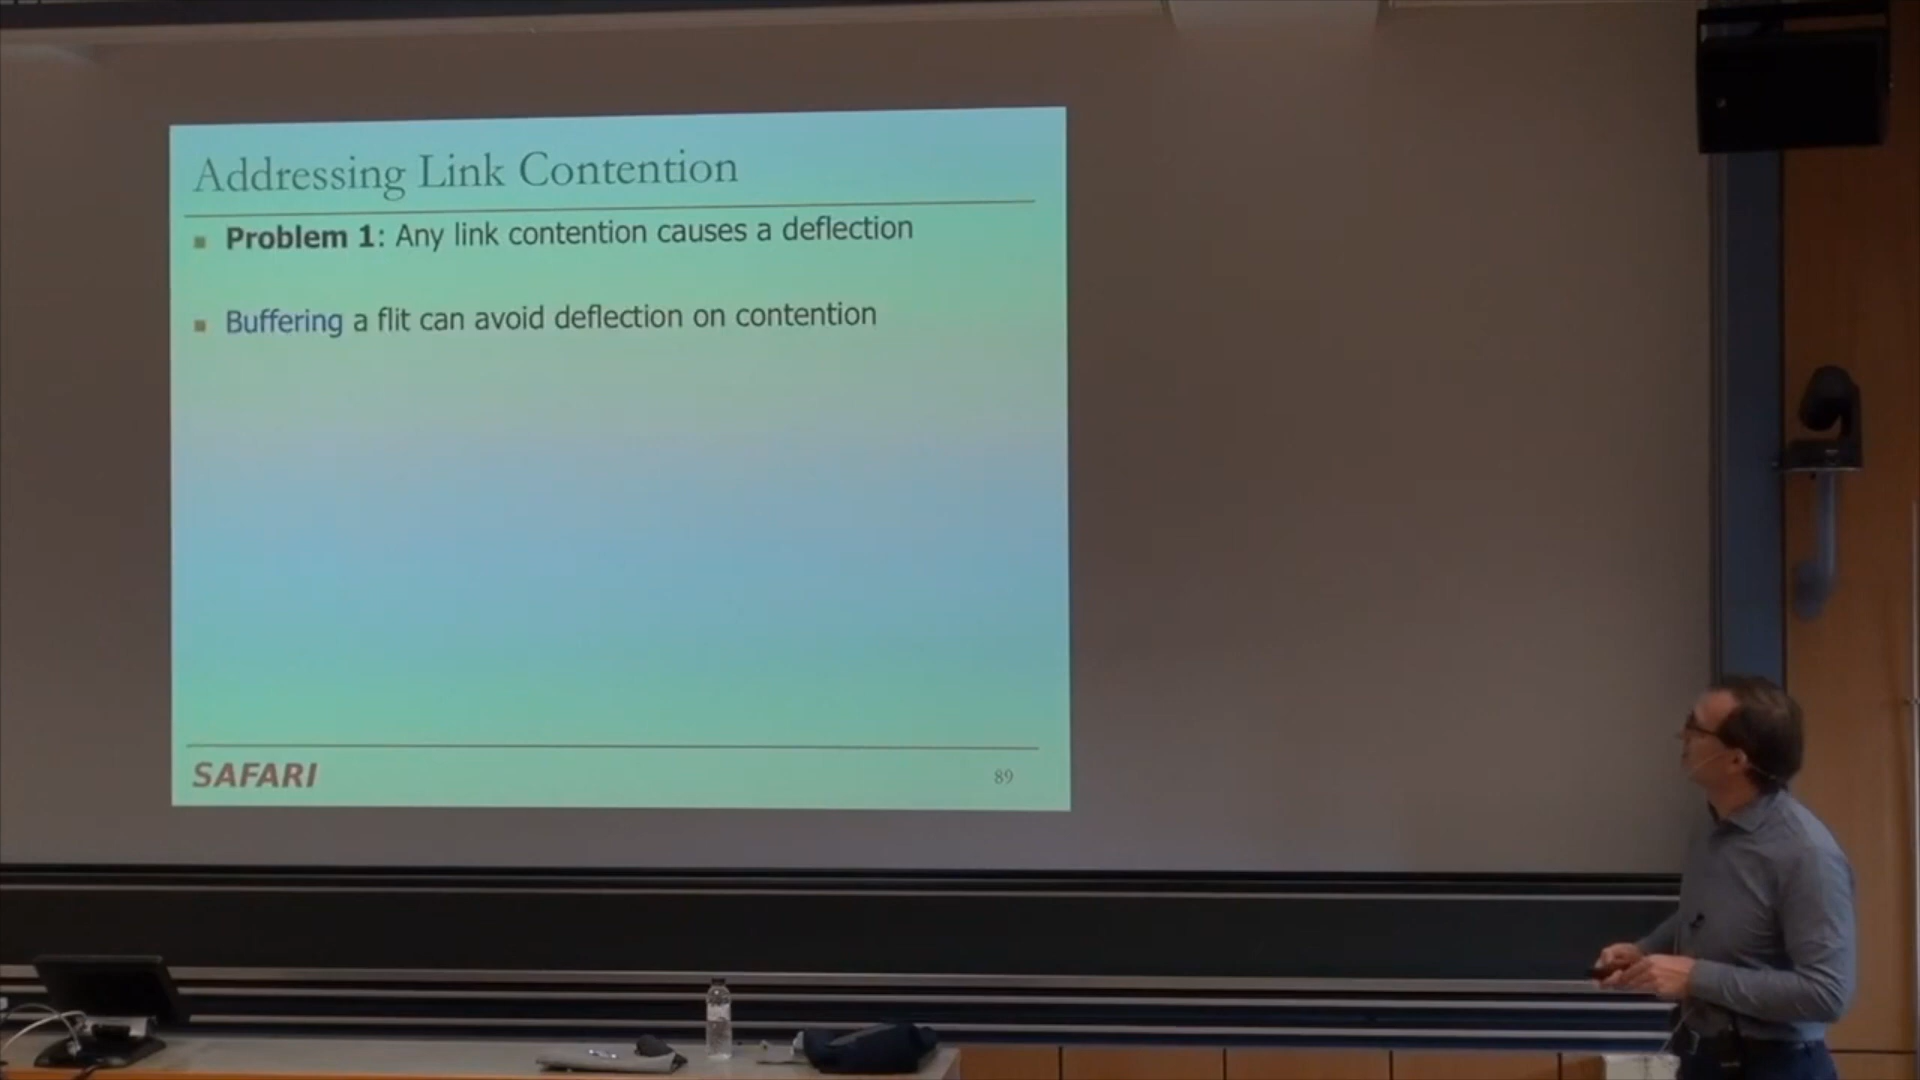 Addressing Link Contention
Problem 1: Any link contention causes a deflection
Buffering a flit can avoid deflection on contention
SAFARI
89